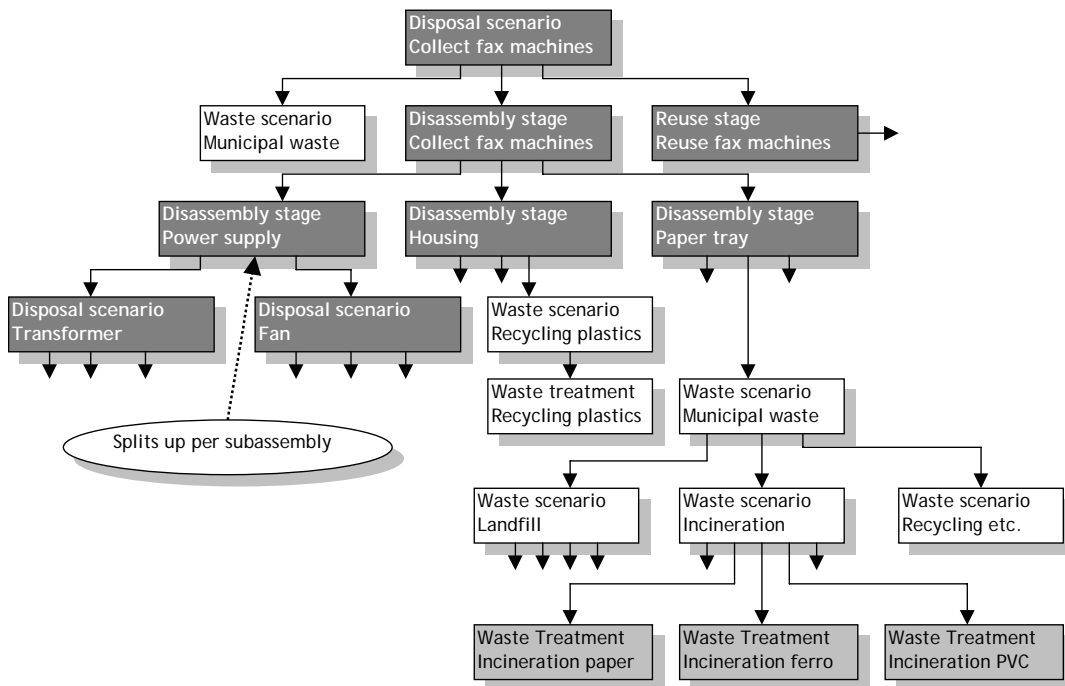 Disposal scenario
Collect fax machines
Waste scenario
Municipal waste
Disassembly stage
Collect fax machines
Reuse stage
Reuse fax machines
Disassembly stage
Power supply
Disassembly stage
Housing
Disassembly stage
Paper tray
Disposal scenario
Transformer
Disposal scenario
Fan
Waste scenario
Recycling plastics
Waste treatment
Recycling plastics
Waste scenario
Municipal waste
Splits up per subassembly
Waste scenario
Landfill
Waste scenario
Incineration
Waste scenario
Recycling etc.
Waste Treatment
Incineration paper
Waste Treatment
Incineration ferro
Waste Treatment
Incineration PVC